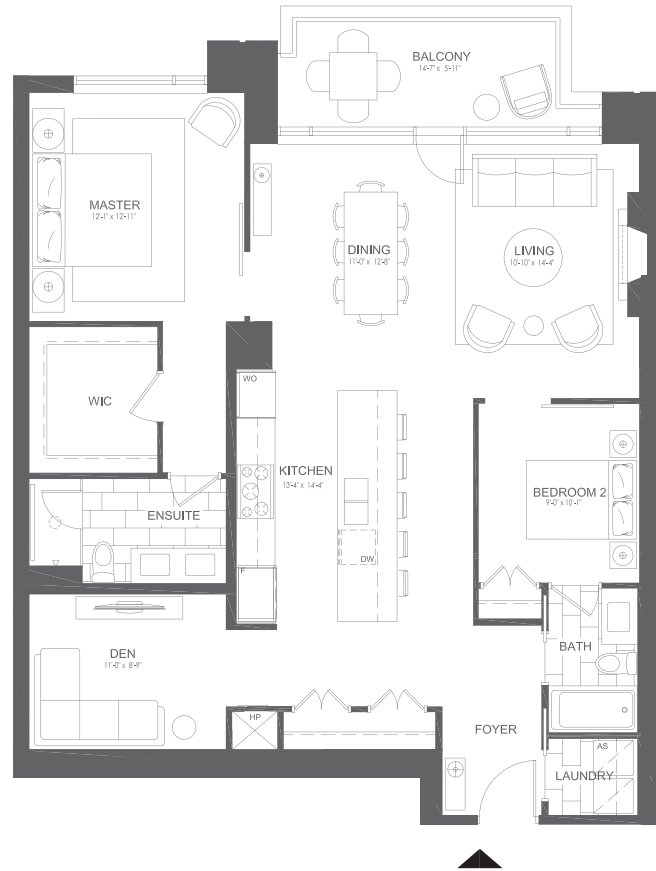 BALCONY
14'-7" x 5'-11"
MASTER
12'-1" x 12'-11"
DINING
11'-0" x 12'-8"
LIVING
10'-10" x 14'-4"
WIC
WO
KITCHEN
13'-4" x 14'-4"
BEDROOM 2
9'-0" x 10'-1"
ENSUITE
DW
F
DEN
11'-0" x 8'-9"
BATH
HP
FOYER
AS
LAUNDRY